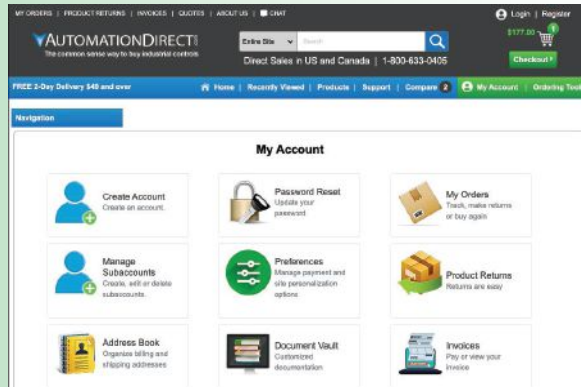 MY ORDERS | PRODUCT RETURNS | INVOICES | QUOTES | ABOUT US | CHAT
Login | Register
AUTOMATIONDIRECT
The common sense way to buy industrial controls
Entire Site
Search
$177.00
1
Direct Sales in US and Canada | 1-800-633-0405
Checkout
FREE 2-Day Delivery $49 and over
Home | Recently Viewed | Products | Support | Compare 2
My Account | Ordering Tools
Navigation
My Account
Create Account
Create an account.
Password Reset
Update your
password
My Orders
Track, make returns
or buy again
Manage
Subaccounts
Create, edit or delete
subaccounts.
Preferences
Manage payment and
site personalization
options
Product Returns
Returns are easy
Address Book
Organize billing and
shipping addresses
Document Vault
Customized
documentation
Invoices
Pay or view your
invoice